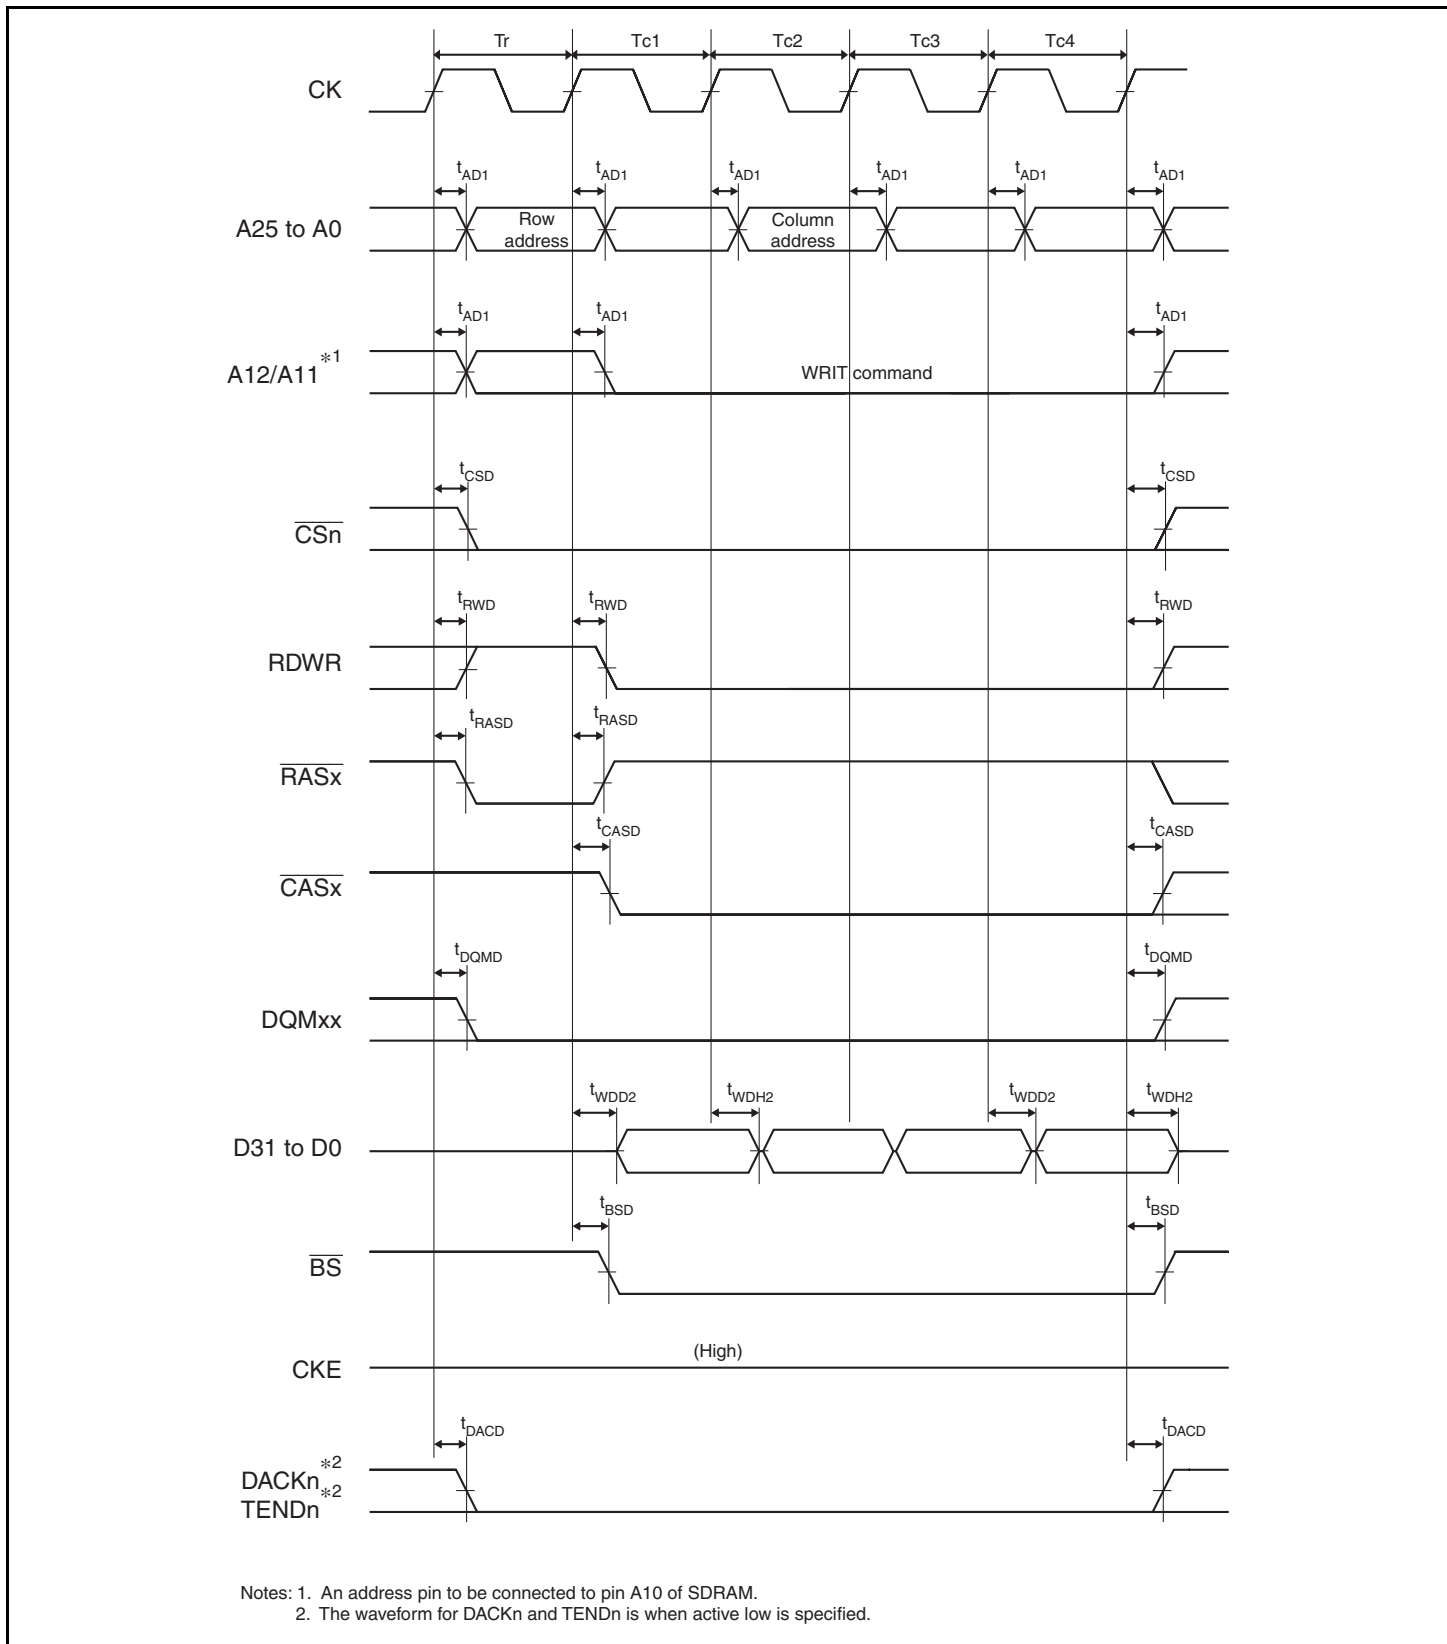 Tr Tc1 Tc2 Tc3 Tc4
CK
tAD1 tAD1 tAD1 tAD1 tAD1 tAD1
A25 to A0
Row address
Column address
tAD1 tAD1 tAD1
A12/A11*1
WRIT command
tCSD tCSD
CSn
tRWD tRWD tRWD
RDWR
tRASD tRASD
RASx
tCASD tCASD
CASx
tDQMD tDQMD
DQMxx
tWDD2 tWDH2 tWDD2 tWDH2
D31 to D0
tBSD tBSD
BS
(High)
CKE
tDACD tDACD
DACKn*2
TENDn*2
Notes: 1. An address pin to be connected to pin A10 of SDRAM.
2. The waveform for DACKn and TENDn is when active low is specified.